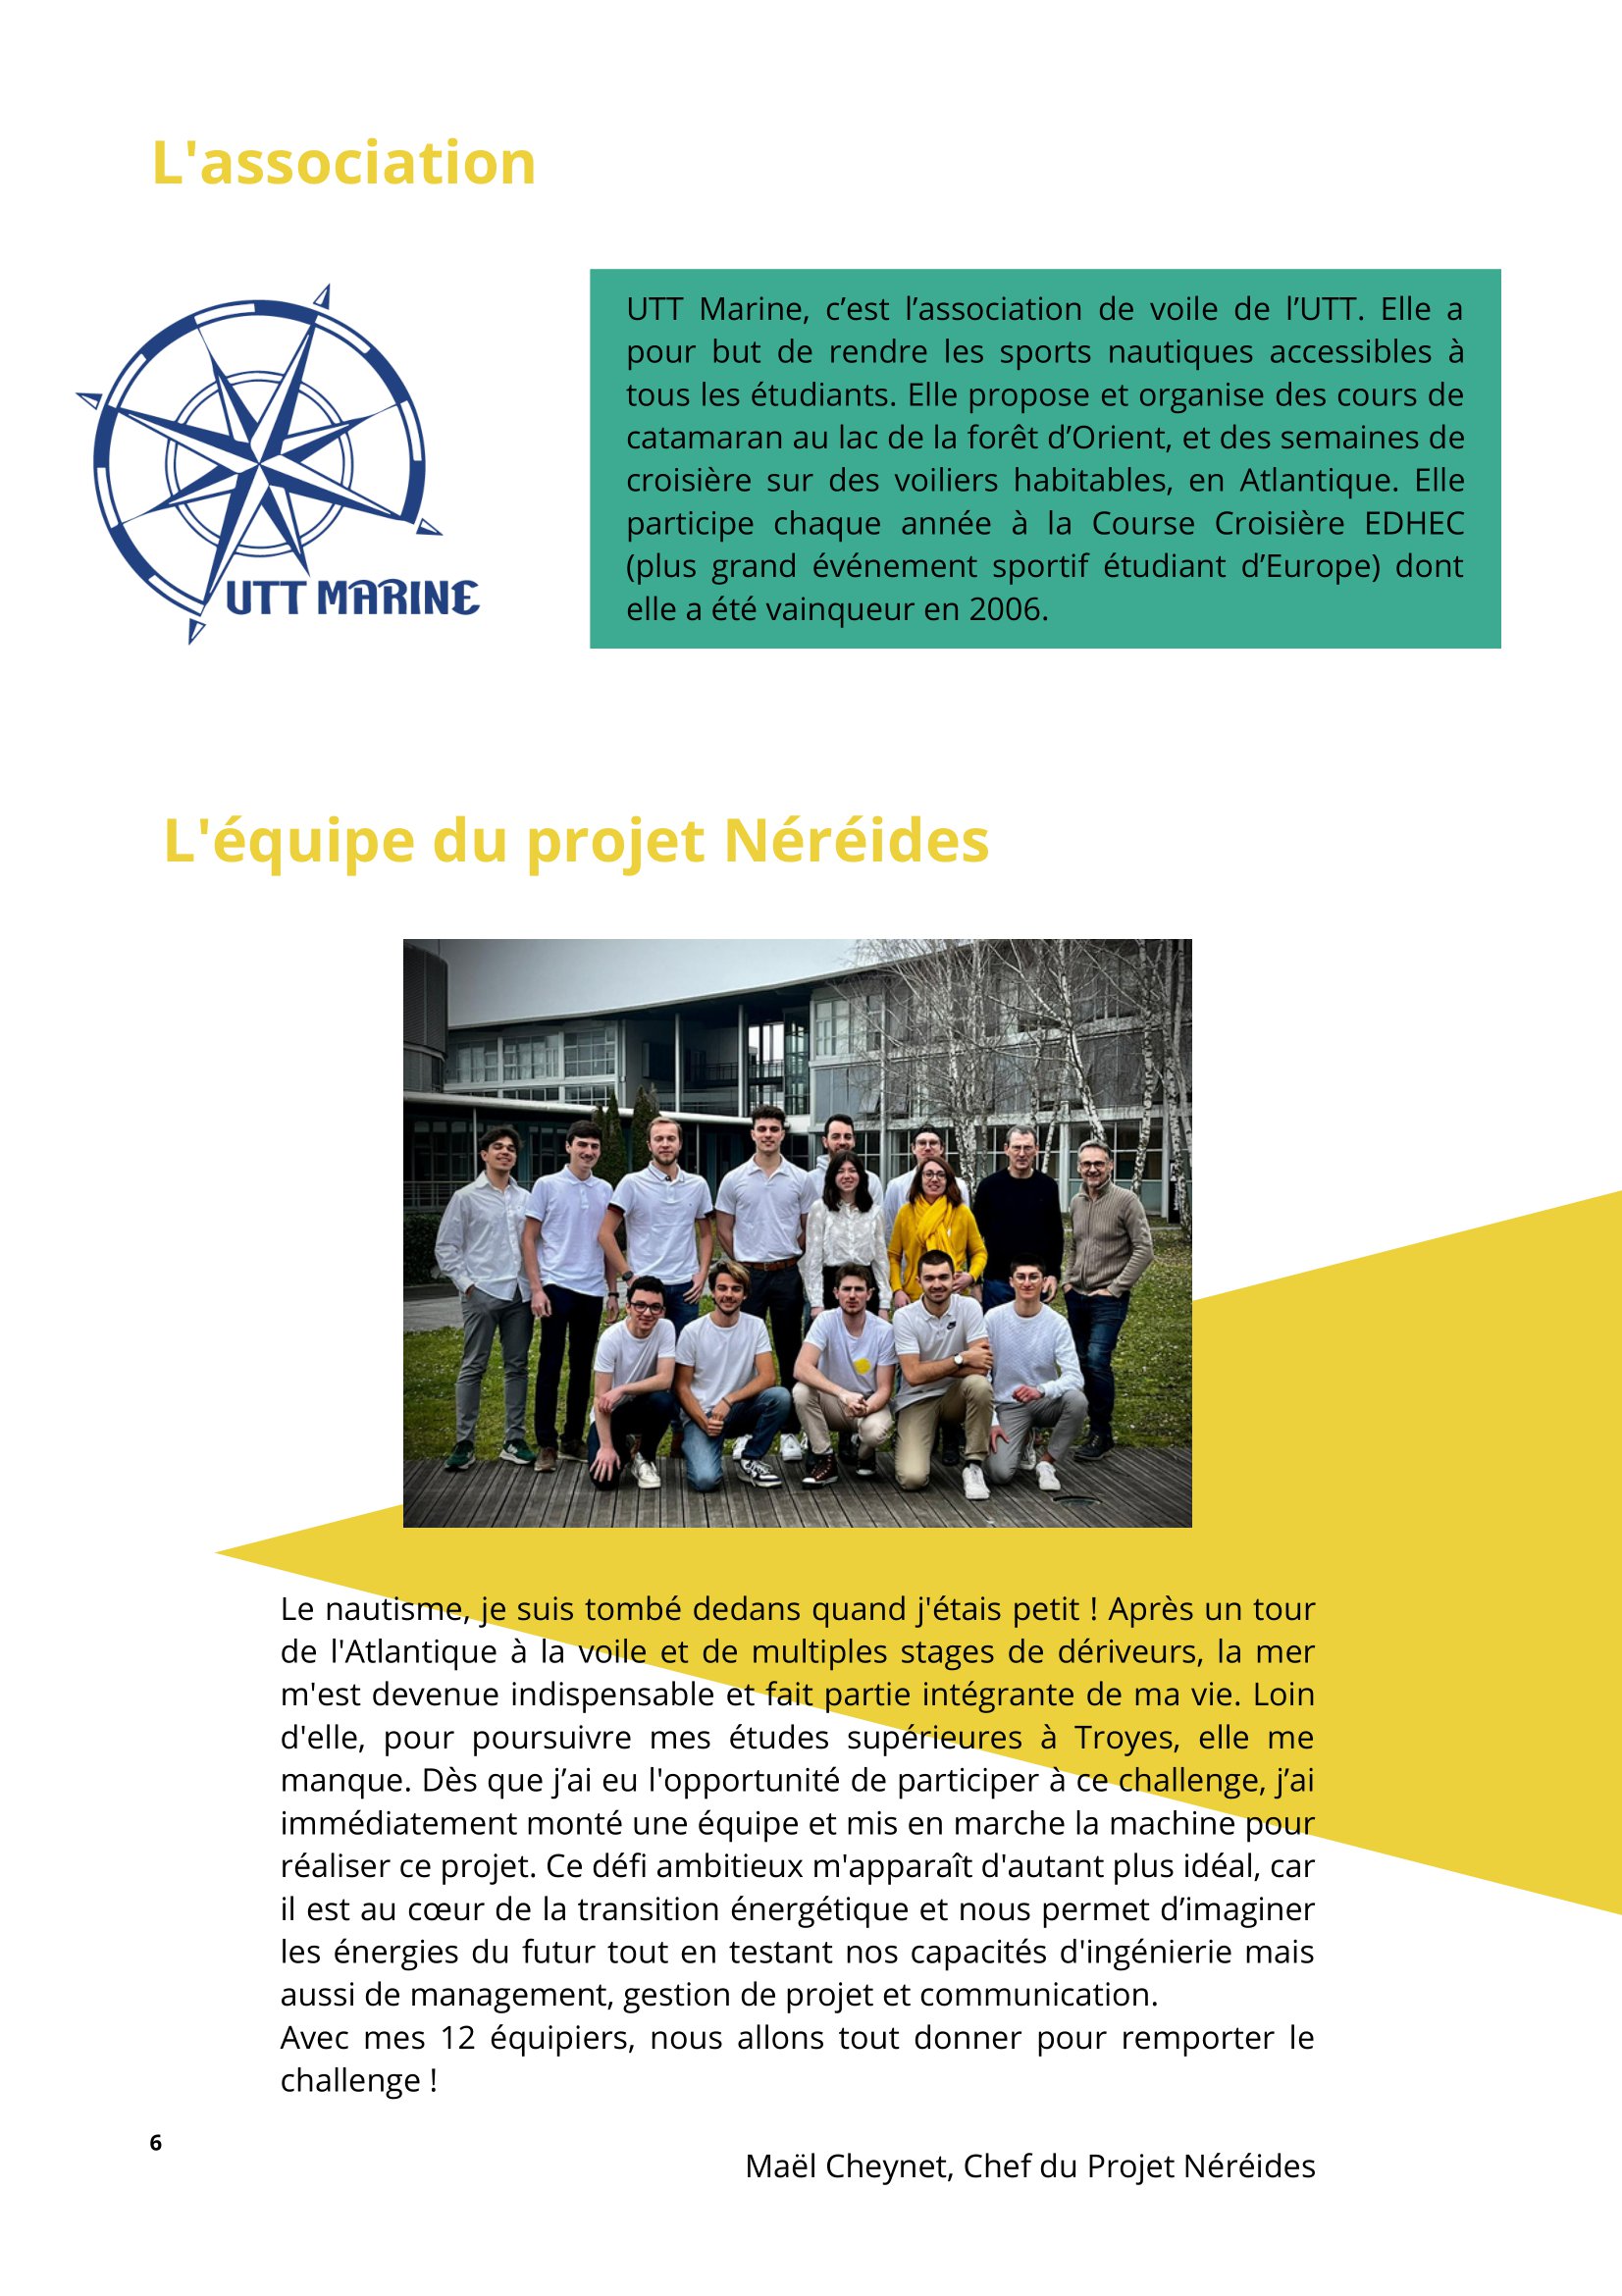 L'association
UTT MARINE
UTT Marine, c’est l’association de voile de l’UTT. Elle a
pour but de rendre les sports nautiques accessibles à
tous les étudiants. Elle propose et organise des cours de
catamaran au lac de la forêt d’Orient, et des semaines de
croisière sur des voiliers habitables, en Atlantique. Elle
participe chaque année à la Course Croisière EDHEC
(plus grand événement sportif étudiant d’Europe) dont
elle a été vainqueur en 2006.
L'équipe du projet Néréides
Le nautisme, je suis tombé dedans quand j'étais petit ! Après un tour
de l'Atlantique à la voile et de multiples stages de dériveurs, la mer
m'est devenue indispensable et fait partie intégrante de ma vie. Loin
d'elle, pour poursuivre mes études supérieures à Troyes, elle me
manque. Dès que j’ai eu l'opportunité de participer à ce challenge, j’ai
immédiatement monté une équipe et mis en marche la machine pour
réaliser ce projet. Ce défi ambitieux m'apparaît d'autant plus idéal, car
il est au cœur de la transition énergétique et nous permet d’imaginer
les énergies du futur tout en testant nos capacités d'ingénierie mais
aussi de management, gestion de projet et communication.
Avec mes 12 équipiers, nous allons tout donner pour remporter le
challenge !
6
Maël Cheynet, Chef du Projet Néréides